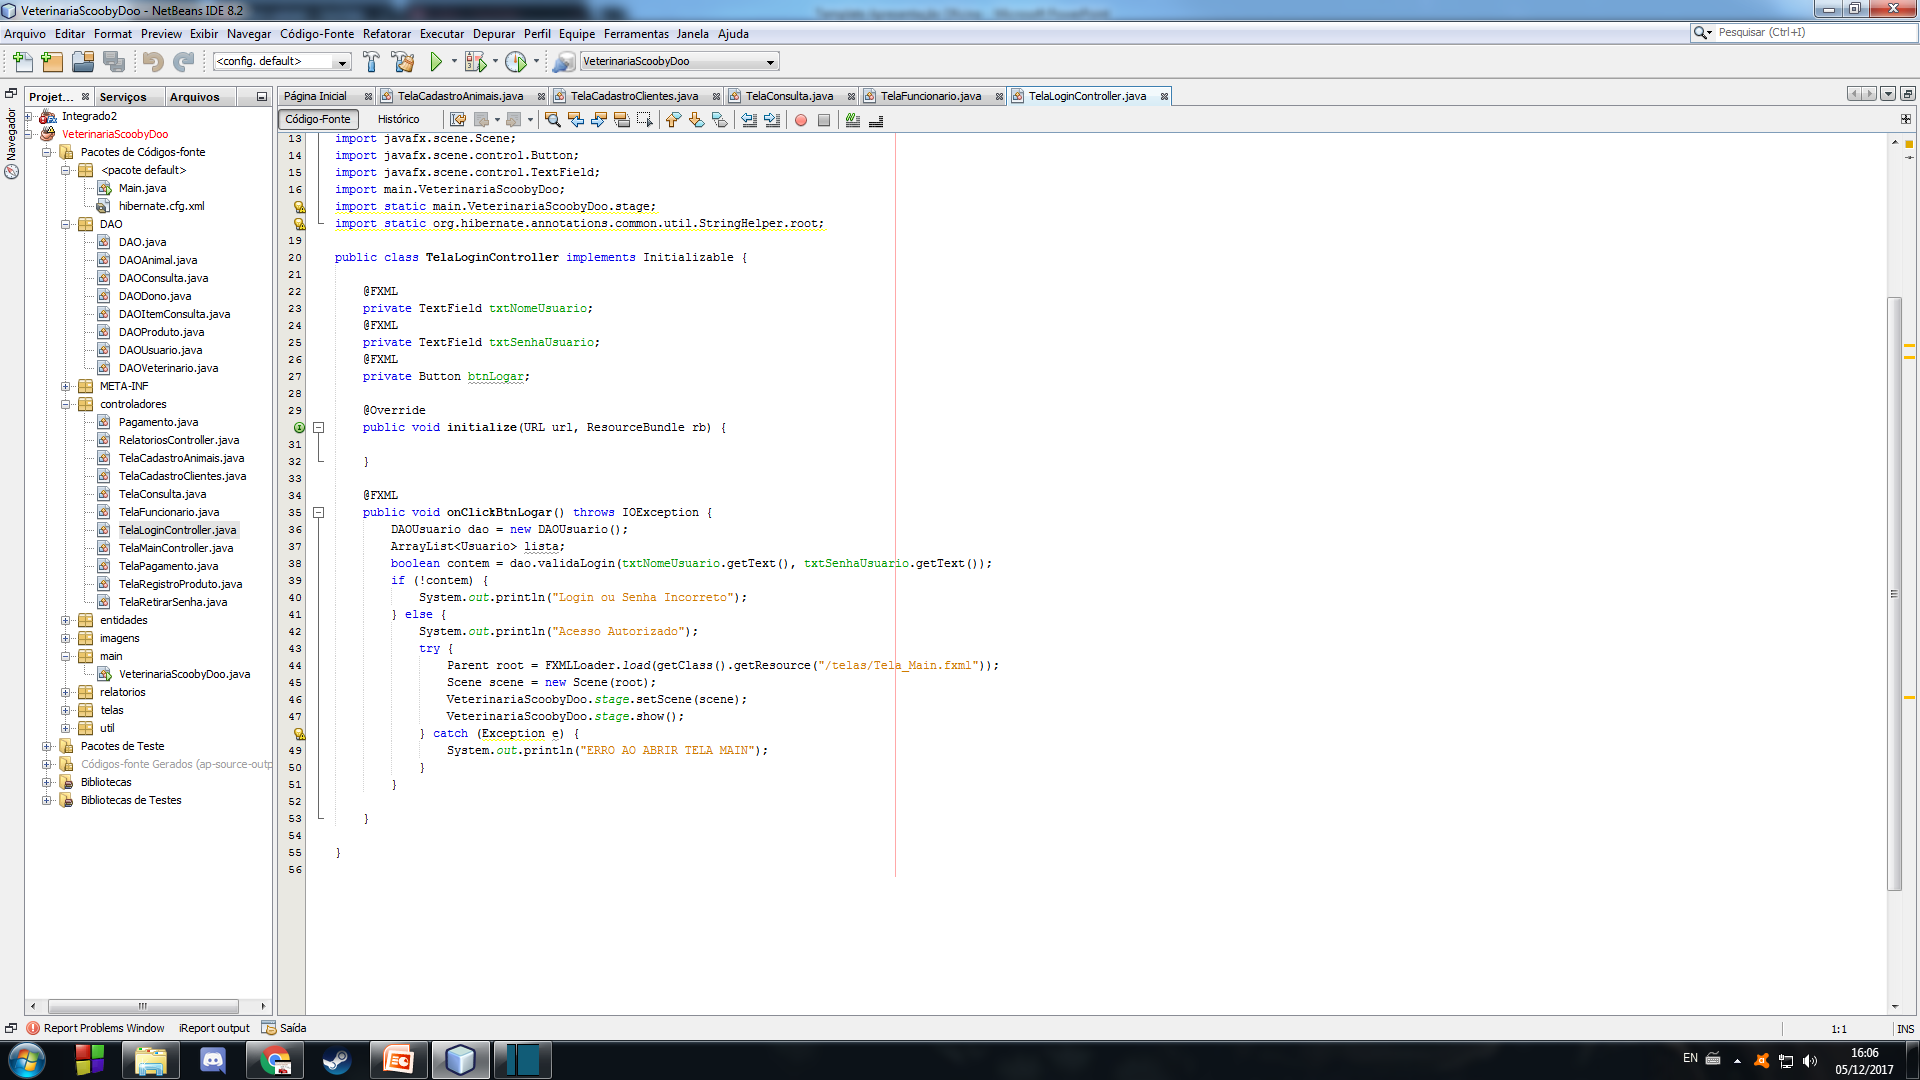 VeterinariaScoobyDoo - NetBeans IDE 8.2
Arquivo Editar Format Preview Exibir Navegar Código-Fonte Refatorar Executar Depurar Perfil Equipe Ferramentas Janela Ajuda
Pesquisar (Ctrl+I)
<config. default>
VeterinariaScoobyDoo
Projet... Serviços Arquivos
Página Inicial TelaCadastroAnimais.java TelaCadastroClientes.java TelaConsulta.java TelaFuncionario.java TelaLoginController.java
Código-Fonte Histórico
Navegador
Integrado2
VeterinariaScoobyDoo
Pacotes de Códigos-fonte
<pacote default>
Main.java
hibernate.cfg.xml
DAO
DAO.java
DAOAnimal.java
DAOConsulta.java
DAODono.java
DAOItemConsulta.java
DAOProduto.java
DAOUsuario.java
DAOVeterinario.java
META-INF
controladores
Pagamento.java
RelatoriosController.java
TelaCadastroAnimais.java
TelaCadastroClientes.java
TelaConsulta.java
TelaFuncionario.java
TelaLoginController.java
TelaMainController.java
TelaPagamento.java
TelaRegistroProduto.java
TelaRetirarSenha.java
entidades
imagens
main
VeterinariaScoobyDoo.java
relatorios
telas
util
Pacotes de Teste
Códigos-fonte Gerados (ap-source-outp
Bibliotecas
Bibliotecas de Testes
13 import javafx.scene.Scene;
14 import javafx.scene.control.Button;
15 import javafx.scene.control.TextField;
16 import main.VeterinariaScoobyDoo;
import static main.VeterinariaScoobyDoo.stage;
import static org.hibernate.annotations.common.util.StringHelper.root;
19
20 public class TelaLoginController implements Initializable {
21
22 @FXML
23 private TextField txtNomeUsuario;
24 @FXML
25 private TextField txtSenhaUsuario;
26 @FXML
27 private Button btnLogar;
28
29 @Override
public void initialize(URL url, ResourceBundle rb) {
31
32 }
33
34 @FXML
35 public void onClickBtnLogar() throws IOException {
36 DAOUsuario dao = new DAOUsuario();
37 ArrayList<Usuario> lista;
38 boolean contem = dao.validaLogin(txtNomeUsuario.getText(), txtSenhaUsuario.getText());
39 if (!contem) {
40 System.out.println("Login ou Senha Incorreto");
41 } else {
42 System.out.println("Acesso Autorizado");
43 try {
44 Parent root = FXMLLoader.load(getClass().getResource("/telas/Tela_Main.fxml"));
45 Scene scene = new Scene(root);
46 VeterinariaScoobyDoo.stage.setScene(scene);
47 VeterinariaScoobyDoo.stage.show();
} catch (Exception e) {
49 System.out.println("ERRO AO ABRIR TELA MAIN");
50 }
51 }
52
53 }
54
55 }
56
Report Problems Window iReport output Saída
1:1 INS
EN
16:06
05/12/2017